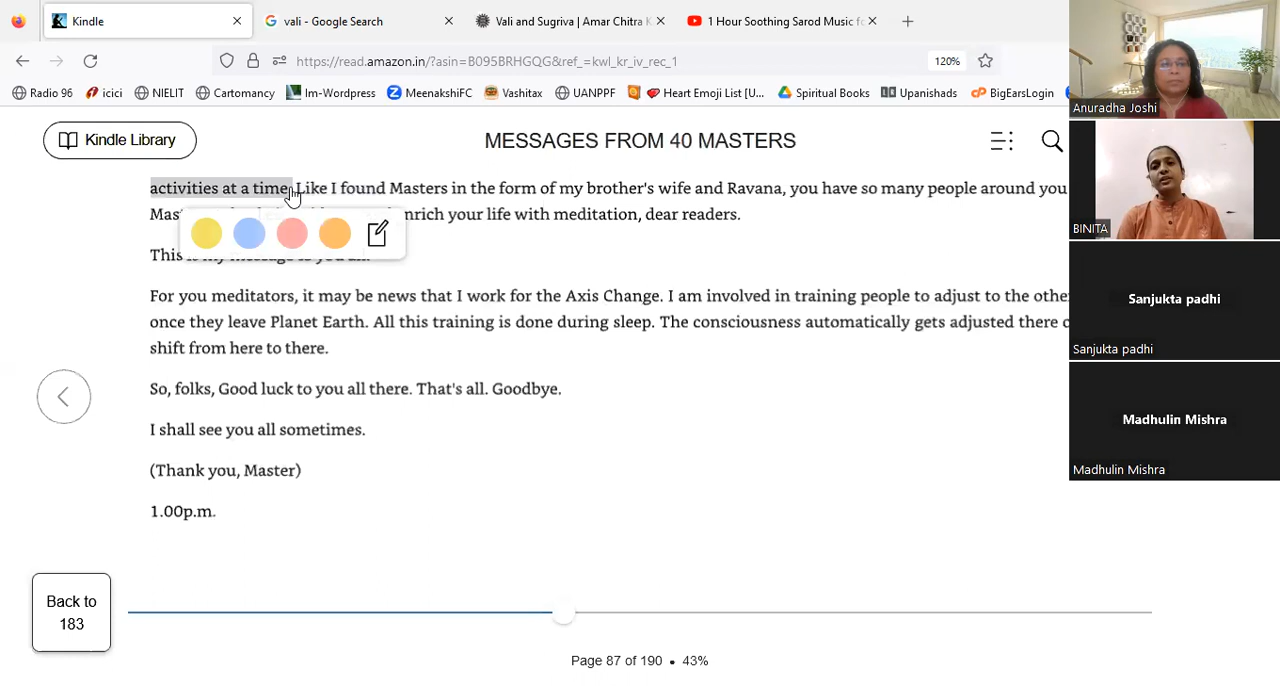 Kindle
vali - Google Search
Vali and Sugriva | Amar Chitra K
1 Hour Soothing Sarod Music fo
https://read.amazon.in/?asin=B095BRHGQG&ref_=kwl_kr_iv_rec_1
120%
Radio 96
icici
NIELIT
Cartomancy
Im-Wordpress
MeenakshiFC
Vashitax
UANPPF
Heart Emoji List [U...
Spiritual Books
Upanishads
BigEarsLogin
Kindle Library
MESSAGES FROM 40 MASTERS
activities at a time. Like I found Masters in the form of my brother's wife and Ravana, you have so many people around you
your life with meditation, dear readers.
This is my message to you all.
For you meditators, it may be news that I work for the Axis Change. I am involved in training people to adjust to the othe
once they leave Planet Earth. All this training is done during sleep. The consciousness automatically gets adjusted there
shift from here to there.
So, folks, Good luck to you all there. That's all. Goodbye.
I shall see you all sometimes.
(Thank you, Master)
1.00p.m.
Back to
183
Page 87 of 190 • 43%
Anuradha Joshi
BINITA
Sanjukta padhi
Sanjukta padhi
Madhulin Mishra
Madhulin Mishra